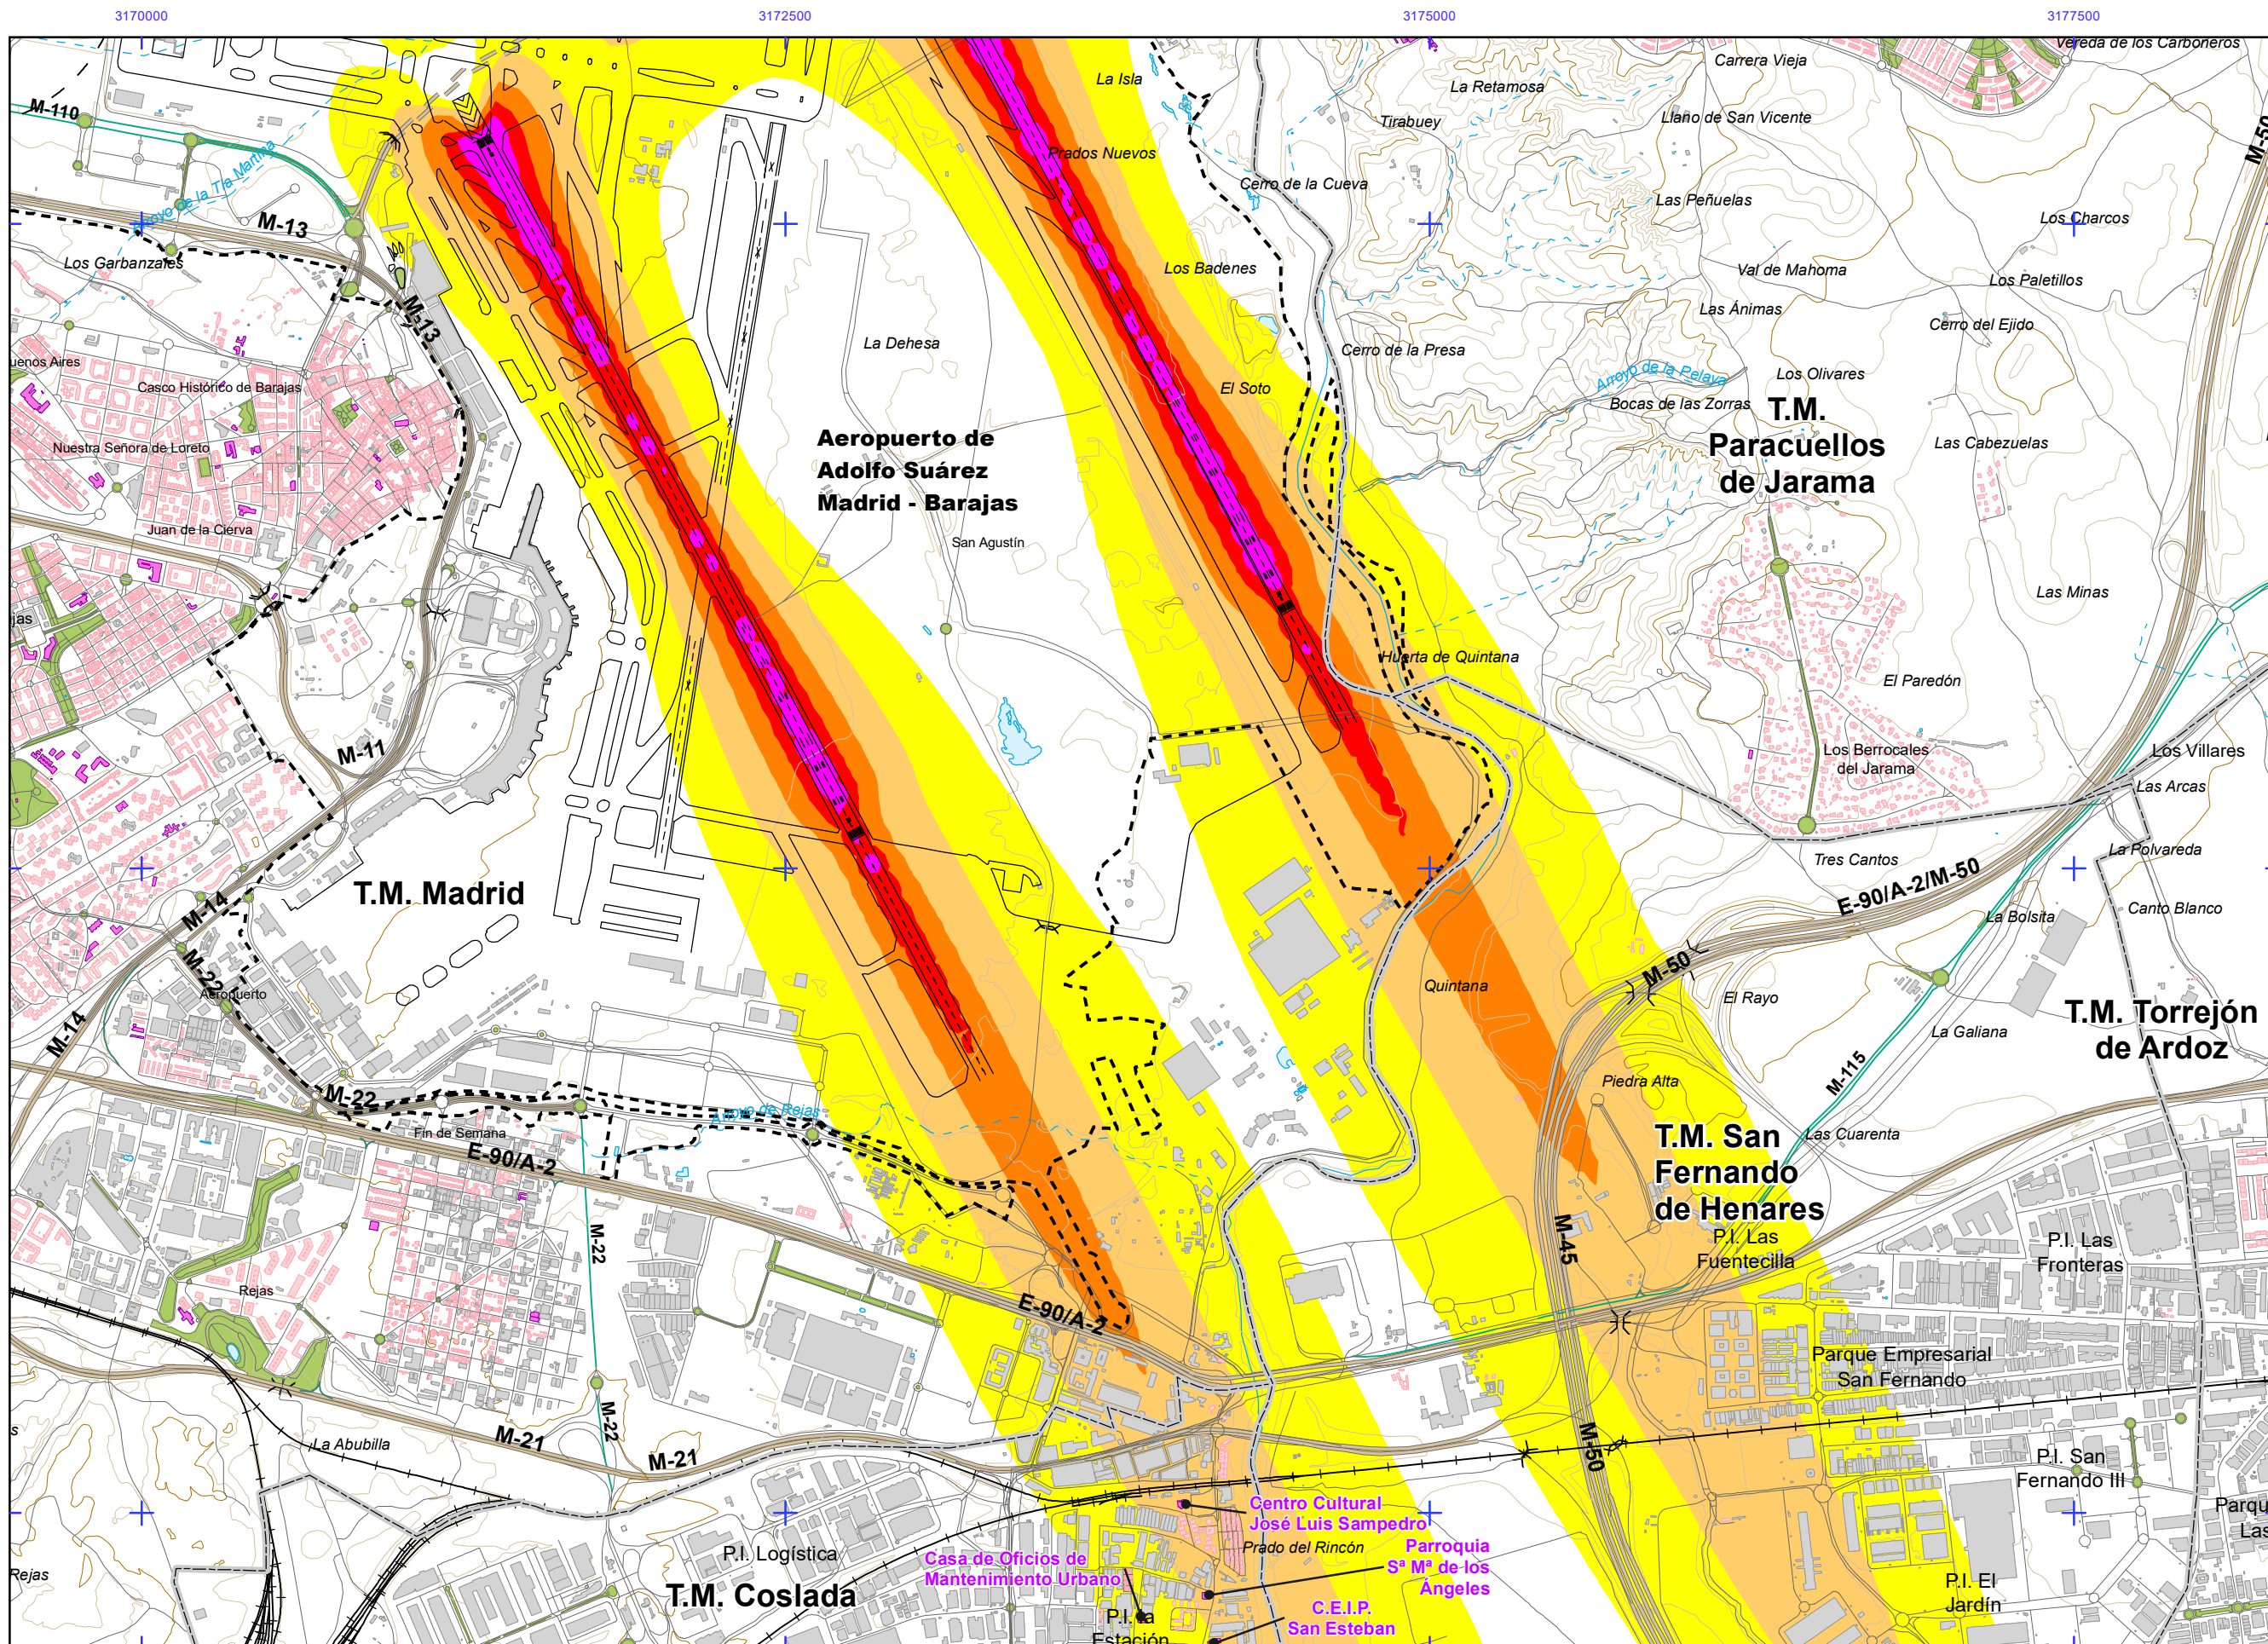 3170000
3172500
3175000
3177500
Vereda de los Carboneros
Carrera Vieja
La Isla
La Retamosa
M-110
Tirabuey
Llano de San Vicente
M-50
Prados Nuevos
Arroyo de la Tía Martina
Cerro de la Cueva
Las Peñuelas
Los Charcos
M-13
Los Garbanzales
Los Badenes
Val de Mahoma
Los Paletillos
M-13
Las Ánimas
Cerro del Ejido
La Dehesa
Cerro de la Presa
uenos Aires
Casco Histórico de Barajas
El Soto
Arroyo de la Pelaya
Los Olivares
Bocas de las Zorras
T.M.
Paracuellos
de Jarama
Nuestra Señora de Loreto
Aeropuerto de
Adolfo Suárez
Madrid - Barajas
Las Cabezuelas
Juan de la Cierva
San Agustín
Las Minas
jas
Huerta de Quintana
El Paredón
M-11
Los Berrocales
del Jarama
Los Villares
Las Arcas
La Polvareda
Tres Cantos
T.M. Madrid
E-90/A-2/M-50
M-14
La Bolsita
Canto Blanco
M-22
M-50
Aeropuerto
Quintana
El Rayo
M-14
T.M. Torrejón
de Ardoz
La Galiana
M-115
Piedra Alta
M-22
Arroyo de Rejas
Fin de Semana
E-90/A-2
T.M. San
Fernando
de Henares
Las Cuarenta
M-22
M-45
P.I. Las
Fuentecilla
P.I. Las
Fronteras
Rejas
E-90/A-2
Parque Empresarial
San Fernando
M-22
s
La Abubilla
M-21
M-21
M-50
P.I. San
Fernando III
Centro Cultural
José Luis Sampedro
Parqu
Las
Prado del Rincón
P.I. Logística
Casa de Oficios de
Mantenimiento Urbano
Parroquia
Sª Mª de los
Ángeles
Rejas
T.M. Coslada
P.I. El
Jardín
C.E.I.P.
San Esteban
P.I. la
Estación